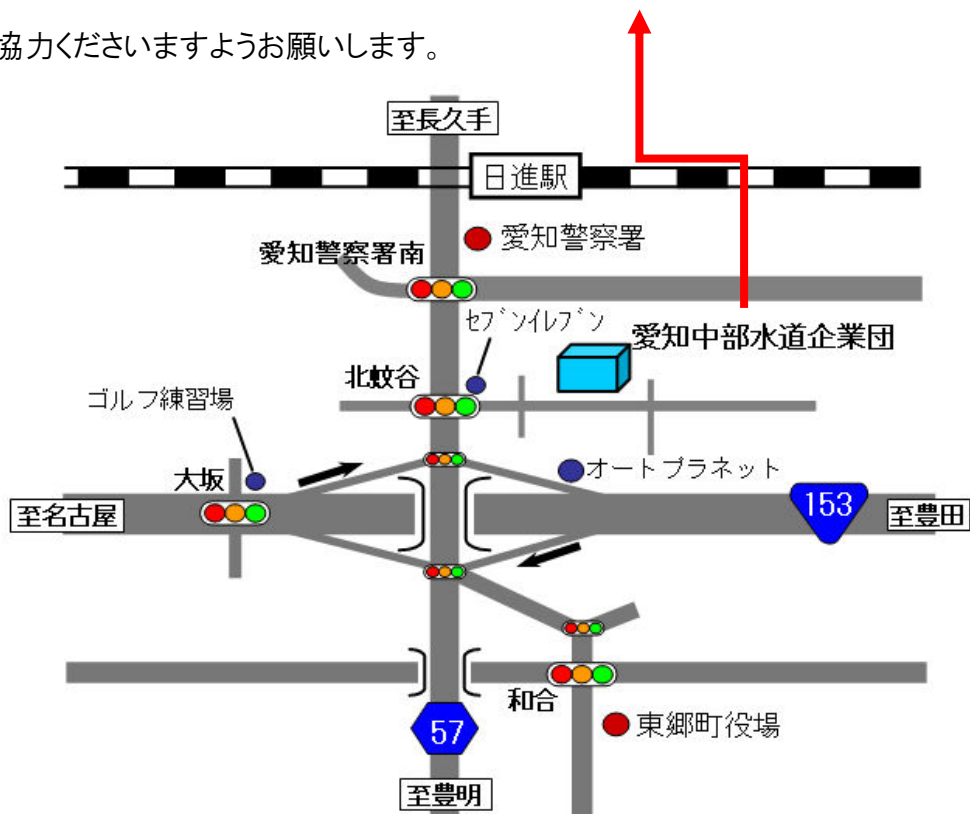 協力くださいますようお願いします。
至長久手
日進駅
愛知警察署
愛知警察署南
セブンイレブン
愛知中部水道企業団
北蚊谷
ゴルフ練習場
大坂
オートプラネット
至名古屋
153
至豊田
和合
57
東郷町役場
至豊明